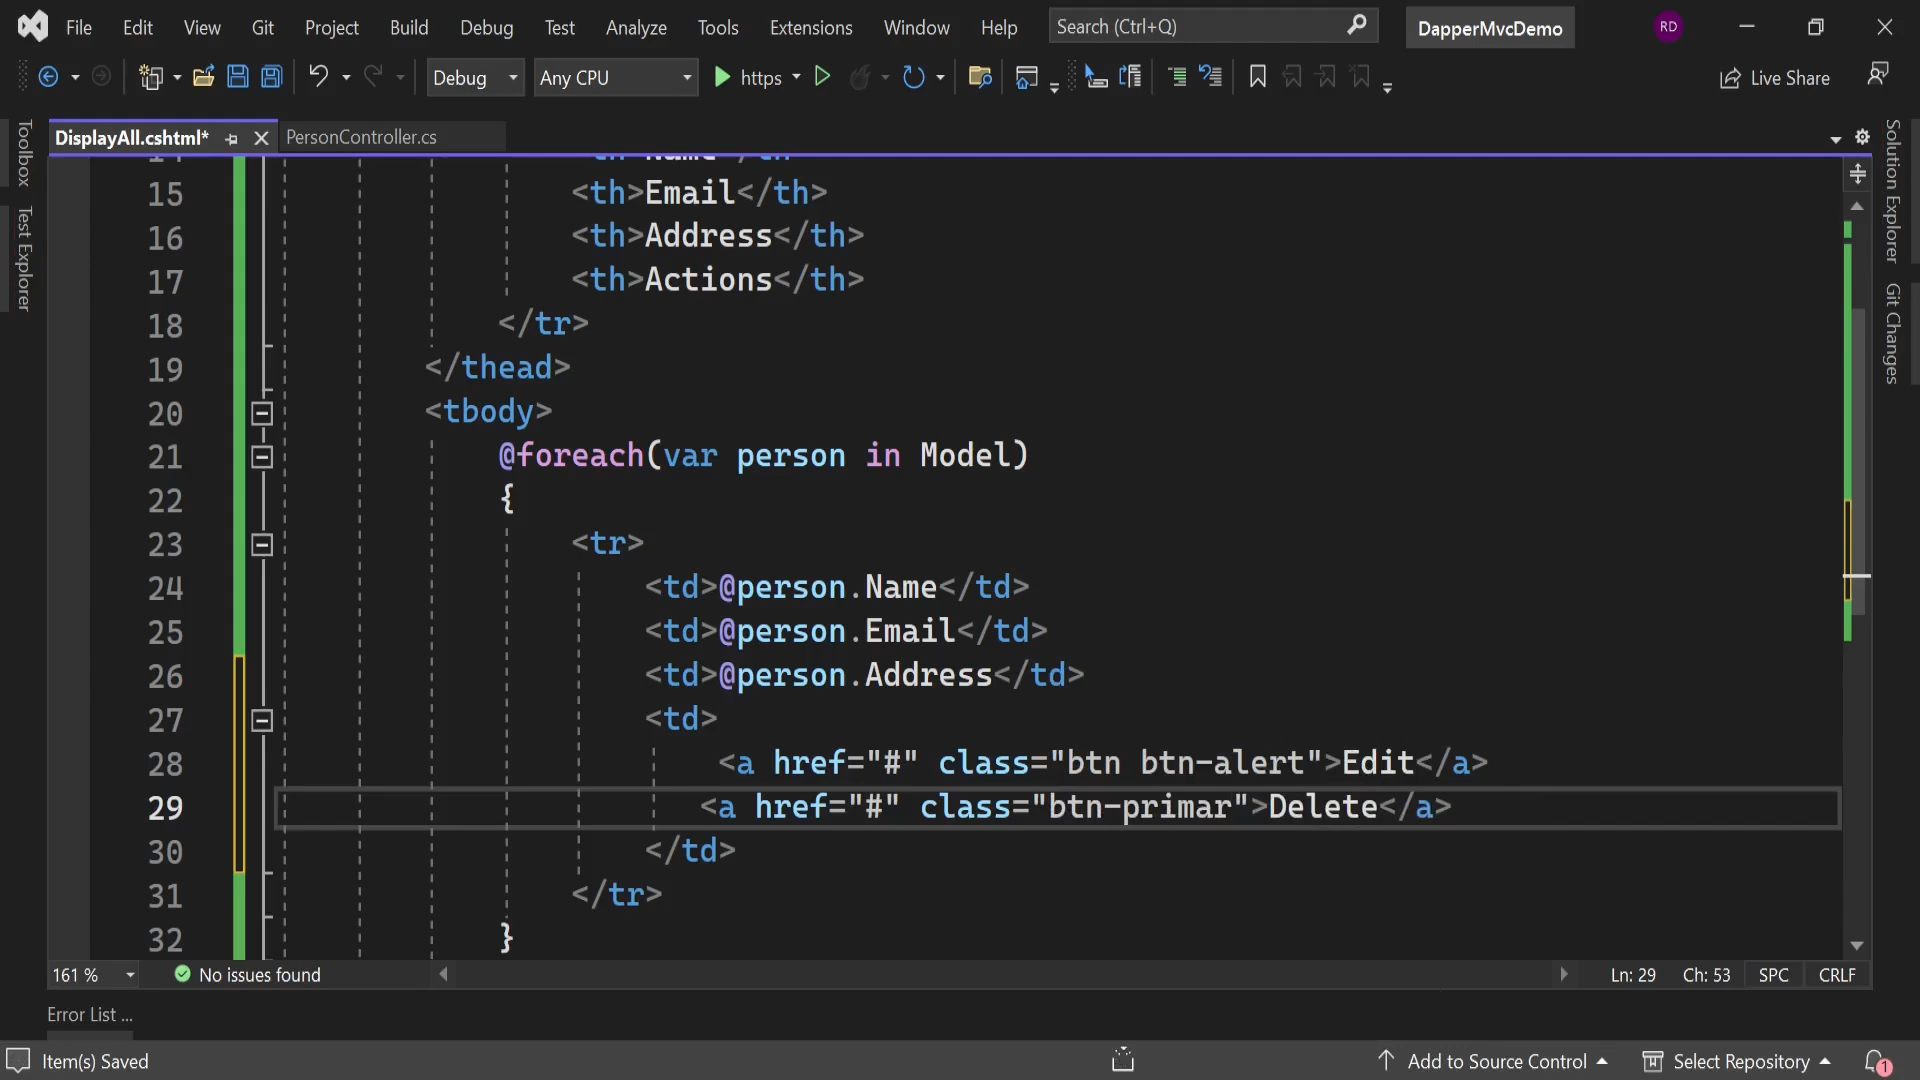 File Edit View Git Project Build Debug Test Analyze Tools Extensions Window Help Search (Ctrl+Q) DapperMvcDemo RD
Debug Any CPU https Live Share
DisplayAll.cshtml* PersonController.cs
Toolbox
Test Explorer
Solution Explorer
Git Changes
15 <th>Email</th>
16 <th>Address</th>
17 <th>Actions</th>
18 </tr>
19 </thead>
20 <tbody>
21 @foreach(var person in Model)
22 {
23 <tr>
24 <td>@person.Name</td>
25 <td>@person.Email</td>
26 <td>@person.Address</td>
27 <td>
28 <a href="#" class="btn btn-alert">Edit</a>
29 <a href="#" class="btn-primar">Delete</a>
30 </td>
31 </tr>
32 }
161 % No issues found Ln: 29 Ch: 53 SPC CRLF
Error List ...
Item(s) Saved Add to Source Control Select Repository 1